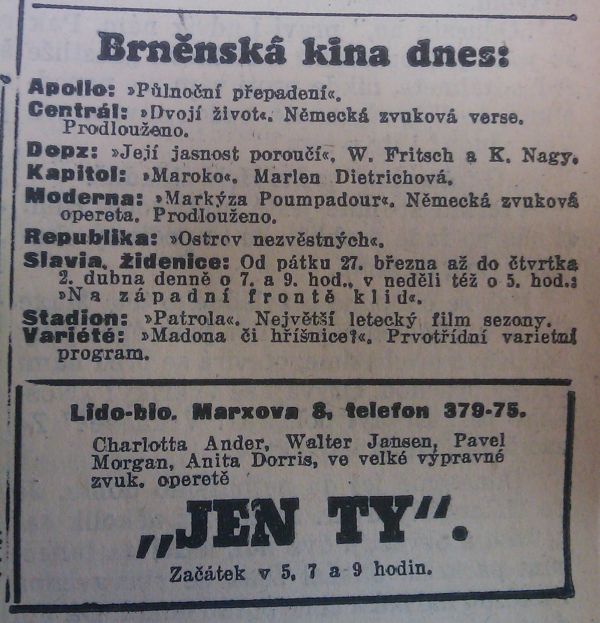 Brněnská kina dnes:
Apollo: »Půlnoční přepadení«.
Centrál: »Dvojí život«. Německá zvuková verse.
Prodlouženo.
Dopz: »Její jasnost poroučí«. W. Fritsch a K. Nagy.
Kapitol: »Maroko«. Marlen Dietrichová.
Moderna: »Markýza Poumpadour«. Německá zvuková
opereta. Prodlouženo.
Republika: »Ostrov nezvěstných«.
Slavia, Židenice: Od pátku 27. března až do čtvrtka
2. dubna denně o 7. a 9. hod., v neděli též o 5. hod.:
»Na západní frontě klid«.
Stadion: »Patrola«. Největší letecký film sezony.
Variété: »Madona či hříšnice?«. Prvotřídní varietní
program.
Lido-bio. Marxova 8, telefon 379-75.
Charlotta Ander, Walter Jansen, Pavel
Morgan, Anita Dorris, ve velké výpravné
zvuk. operetě
„JEN TY“.
Začátek v 5, 7 a 9 hodin.